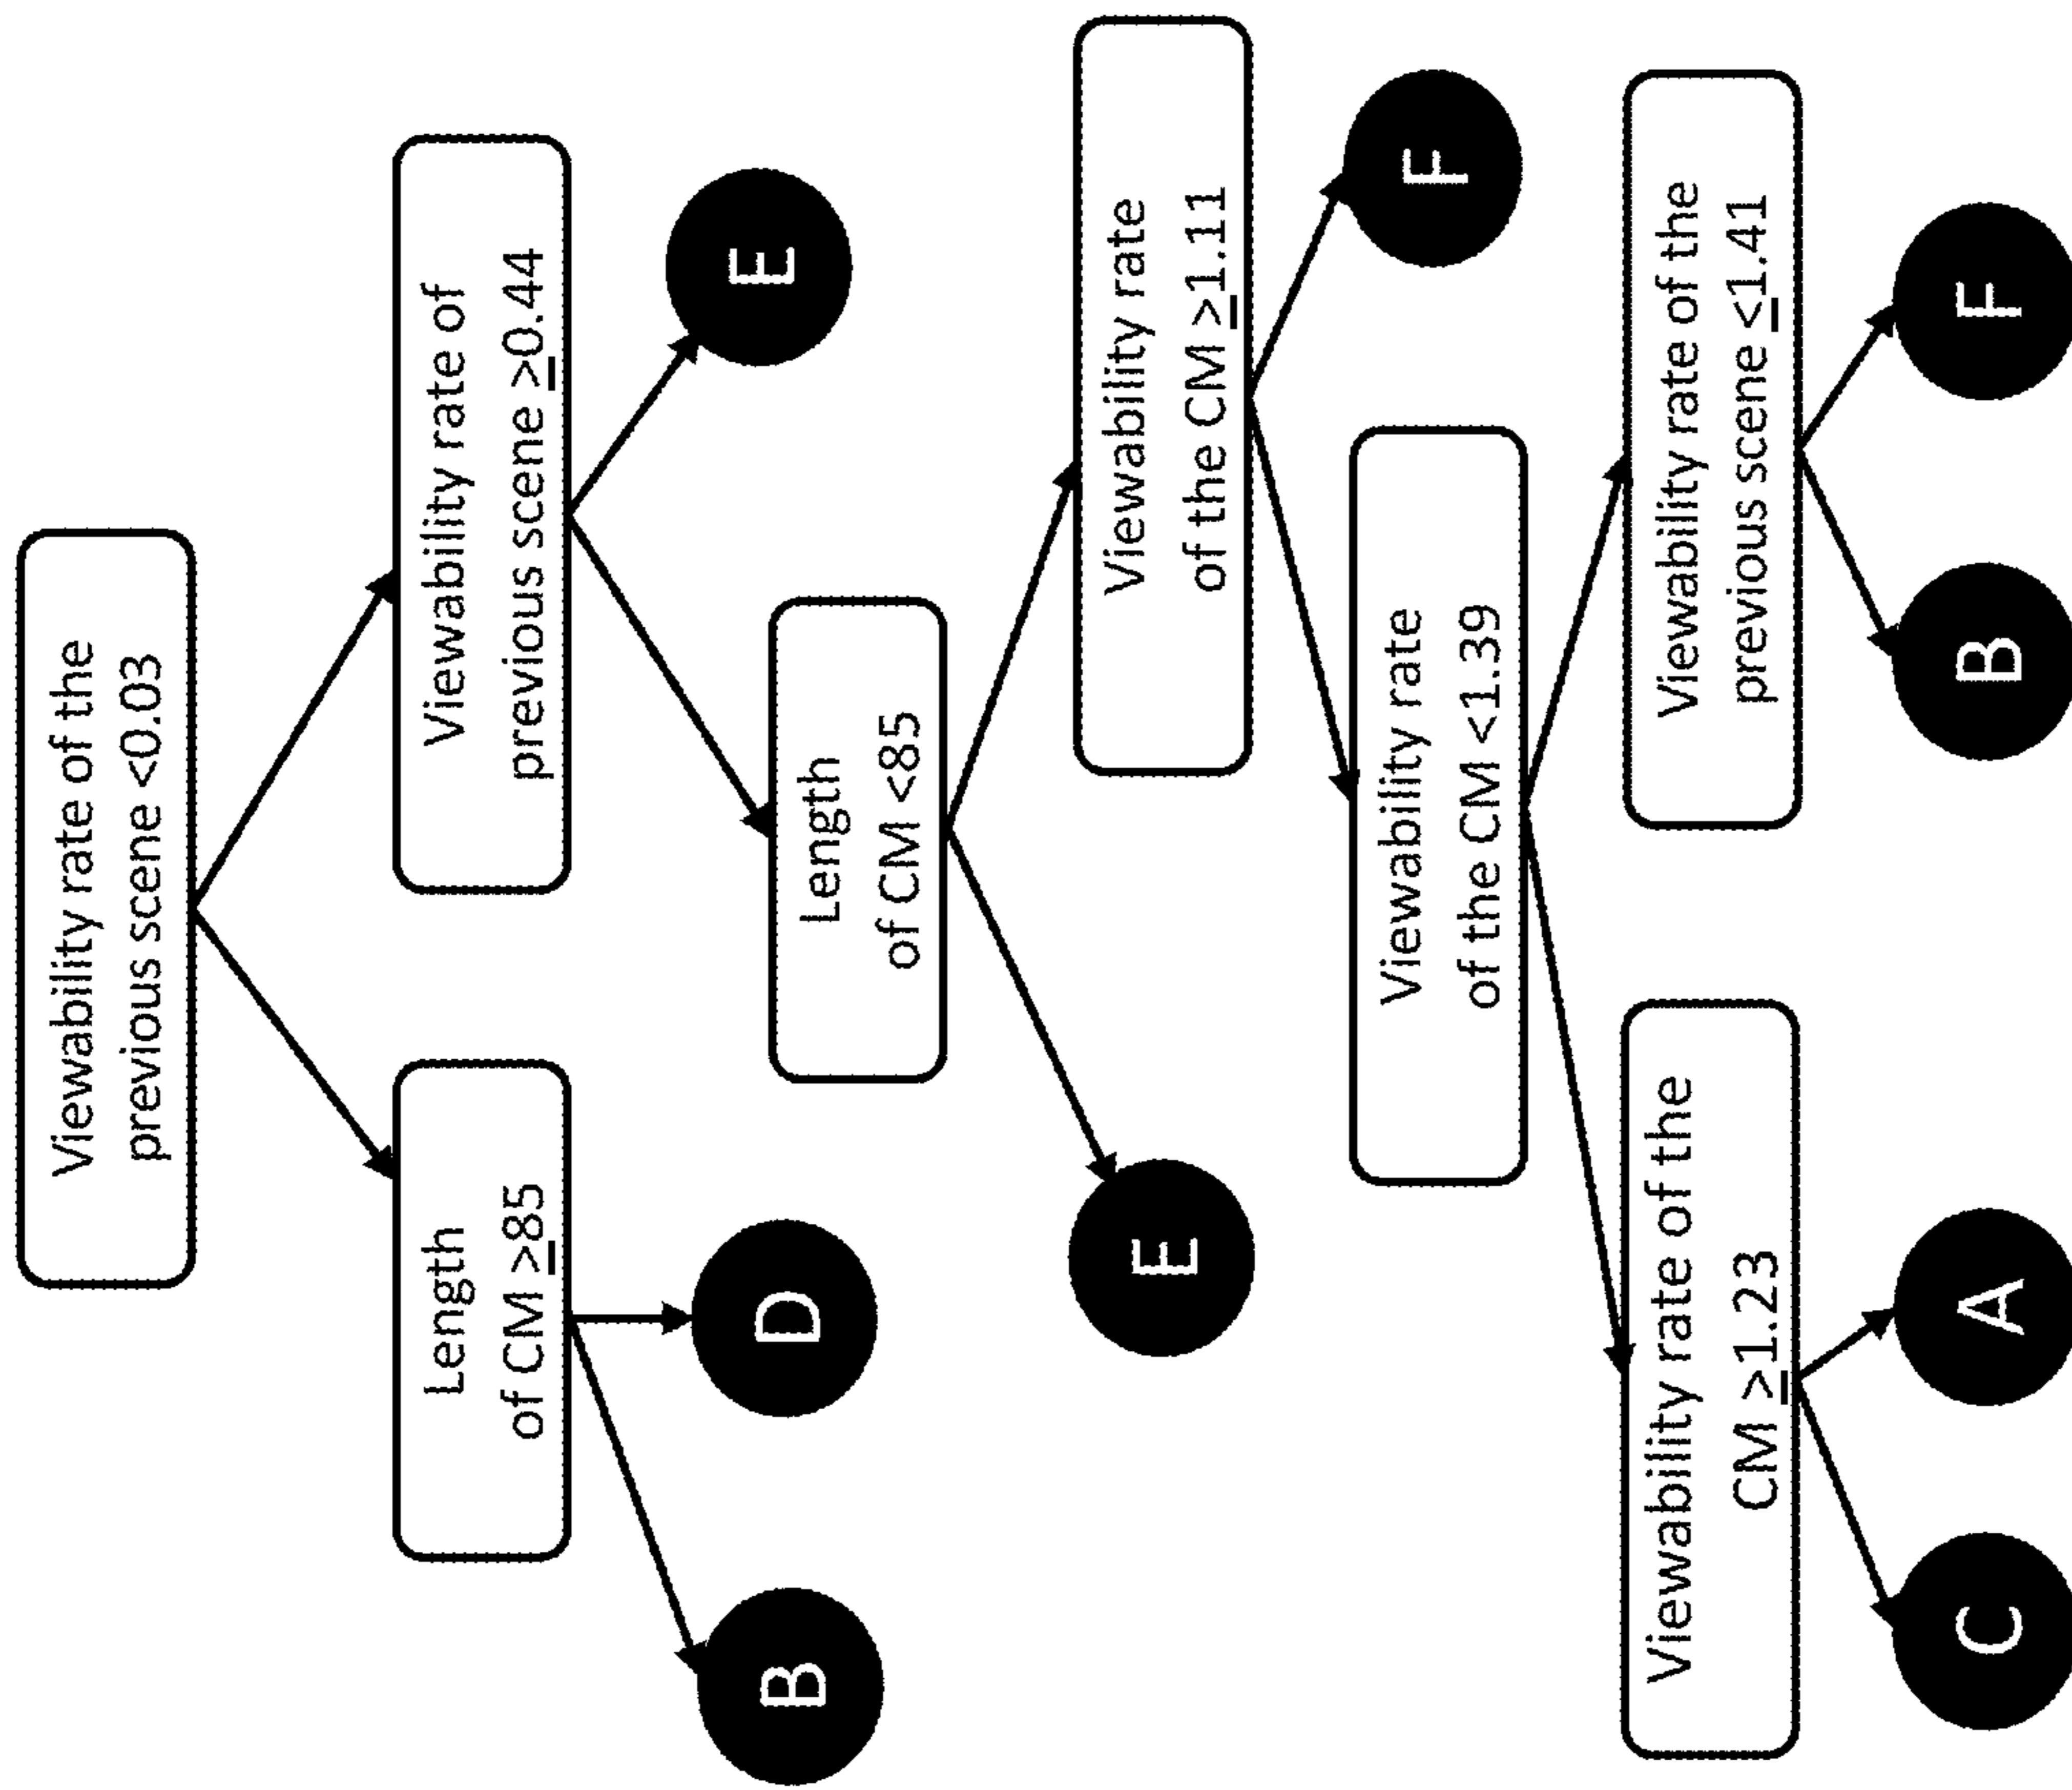 Viewability rate of the
previous scene <0.03
Length
of CM ≥85
Viewability rate of
previous scene ≥0.44
B
D
Length
of CM <85
E
E
Viewability rate
of the CM ≥1.11
Viewability rate
of the CM <1.39
F
Viewability rate of the
CM ≥1.23
Viewability rate of the
previous scene ≤1.41
C
A
B
F